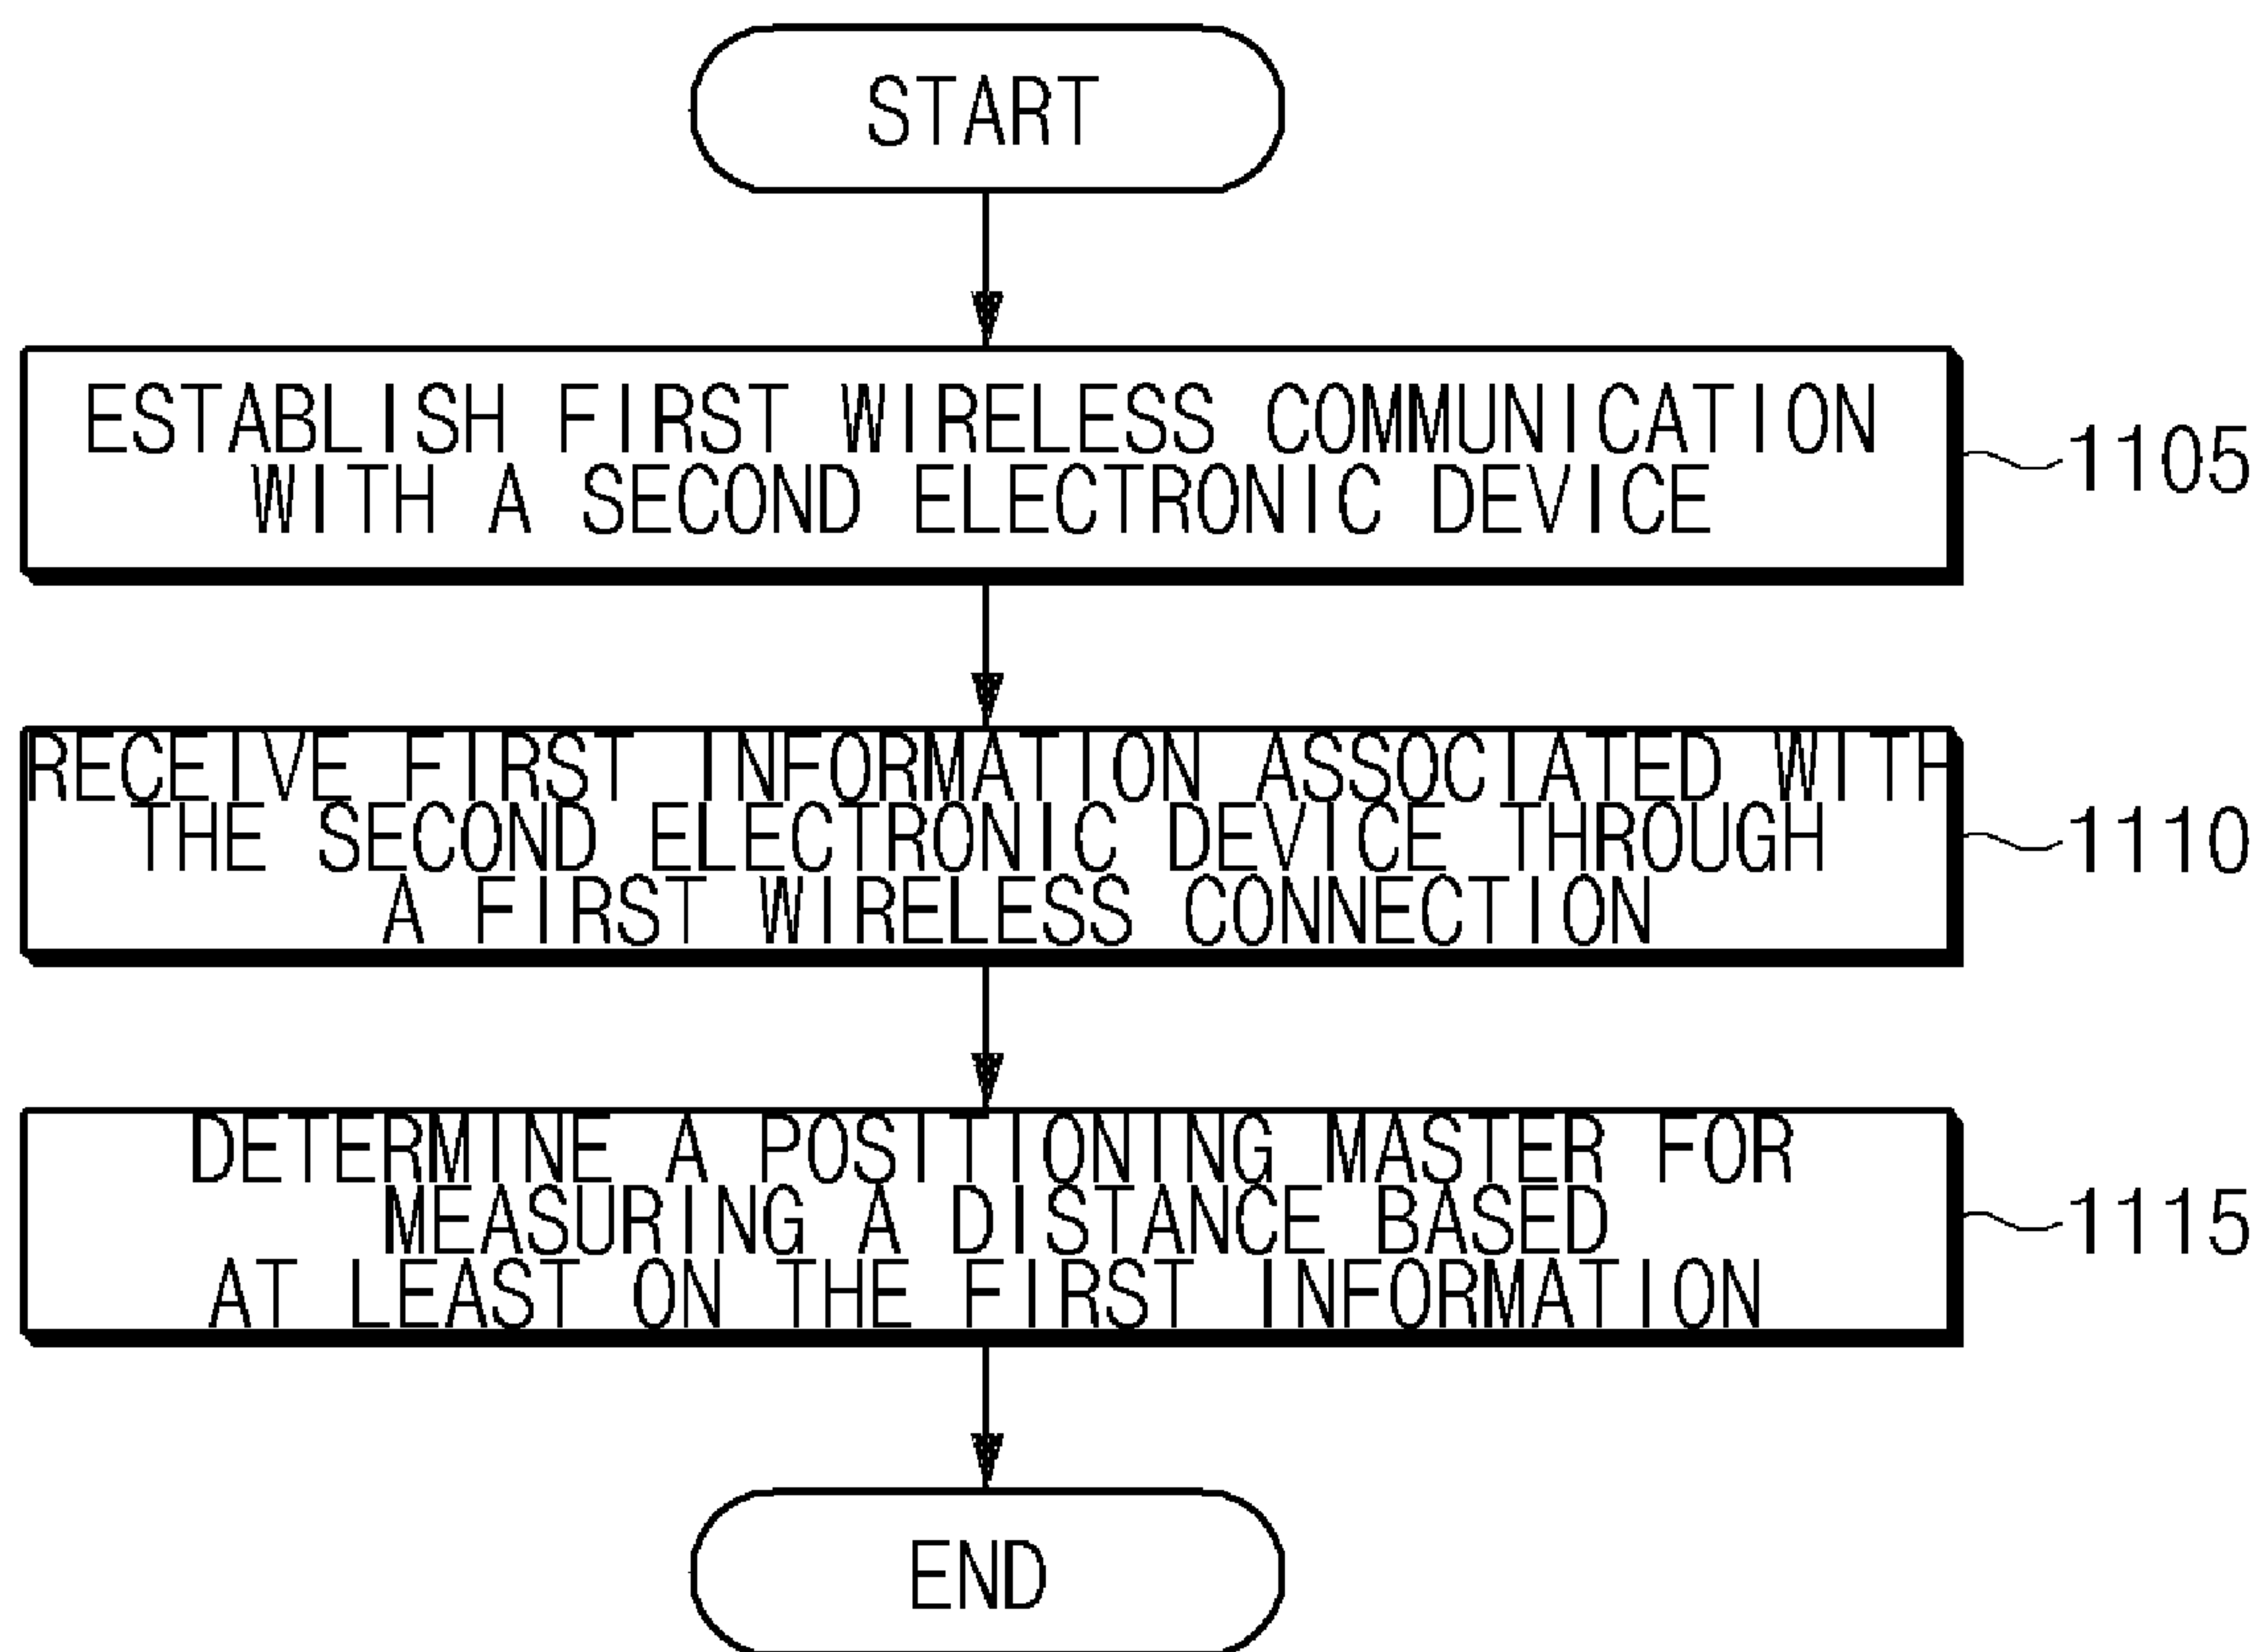 START
ESTABLISH FIRST WIRELESS COMMUNICATION
WITH A SECOND ELECTRONIC DEVICE
1105
RECEIVE FIRST INFORMATION ASSOCIATED WITH
THE SECOND ELECTRONIC DEVICE THROUGH
A FIRST WIRELESS CONNECTION
1110
DETERMINE A POSITIONING MASTER FOR
MEASURING A DISTANCE BASED
AT LEAST ON THE FIRST INFORMATION
1115
END